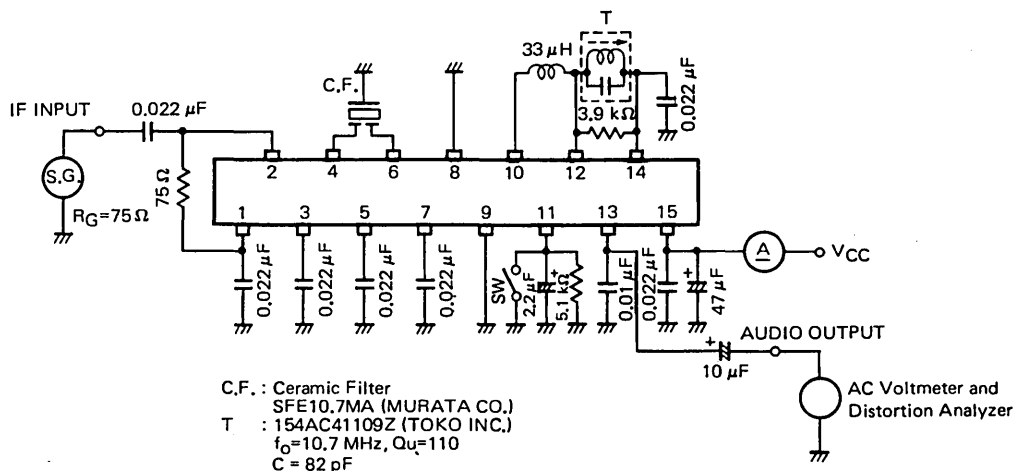 T
33 μH
C.F.
3.9 kΩ
0.022 μF
IF INPUT
0.022 μF
S.G.
RG=75Ω
75 Ω
2 4 6 8 10 12 14
1 3 5 7 9 11 13 15
0.022 μF
0.022 μF
0.022 μF
0.022 μF
SW
2.2 μF
+
5.1 kΩ
0.01 μF
0.022 μF
+
47 μF
A
VCC
AUDIO OUTPUT
+
10 μF
AC Voltmeter and
Distortion Analyzer
C.F. : Ceramic Filter
SFE10.7MA (MURATA CO.)
T : 154AC41109Z (TOKO INC.)
fo=10.7 MHz, Qu=110
C = 82 pF